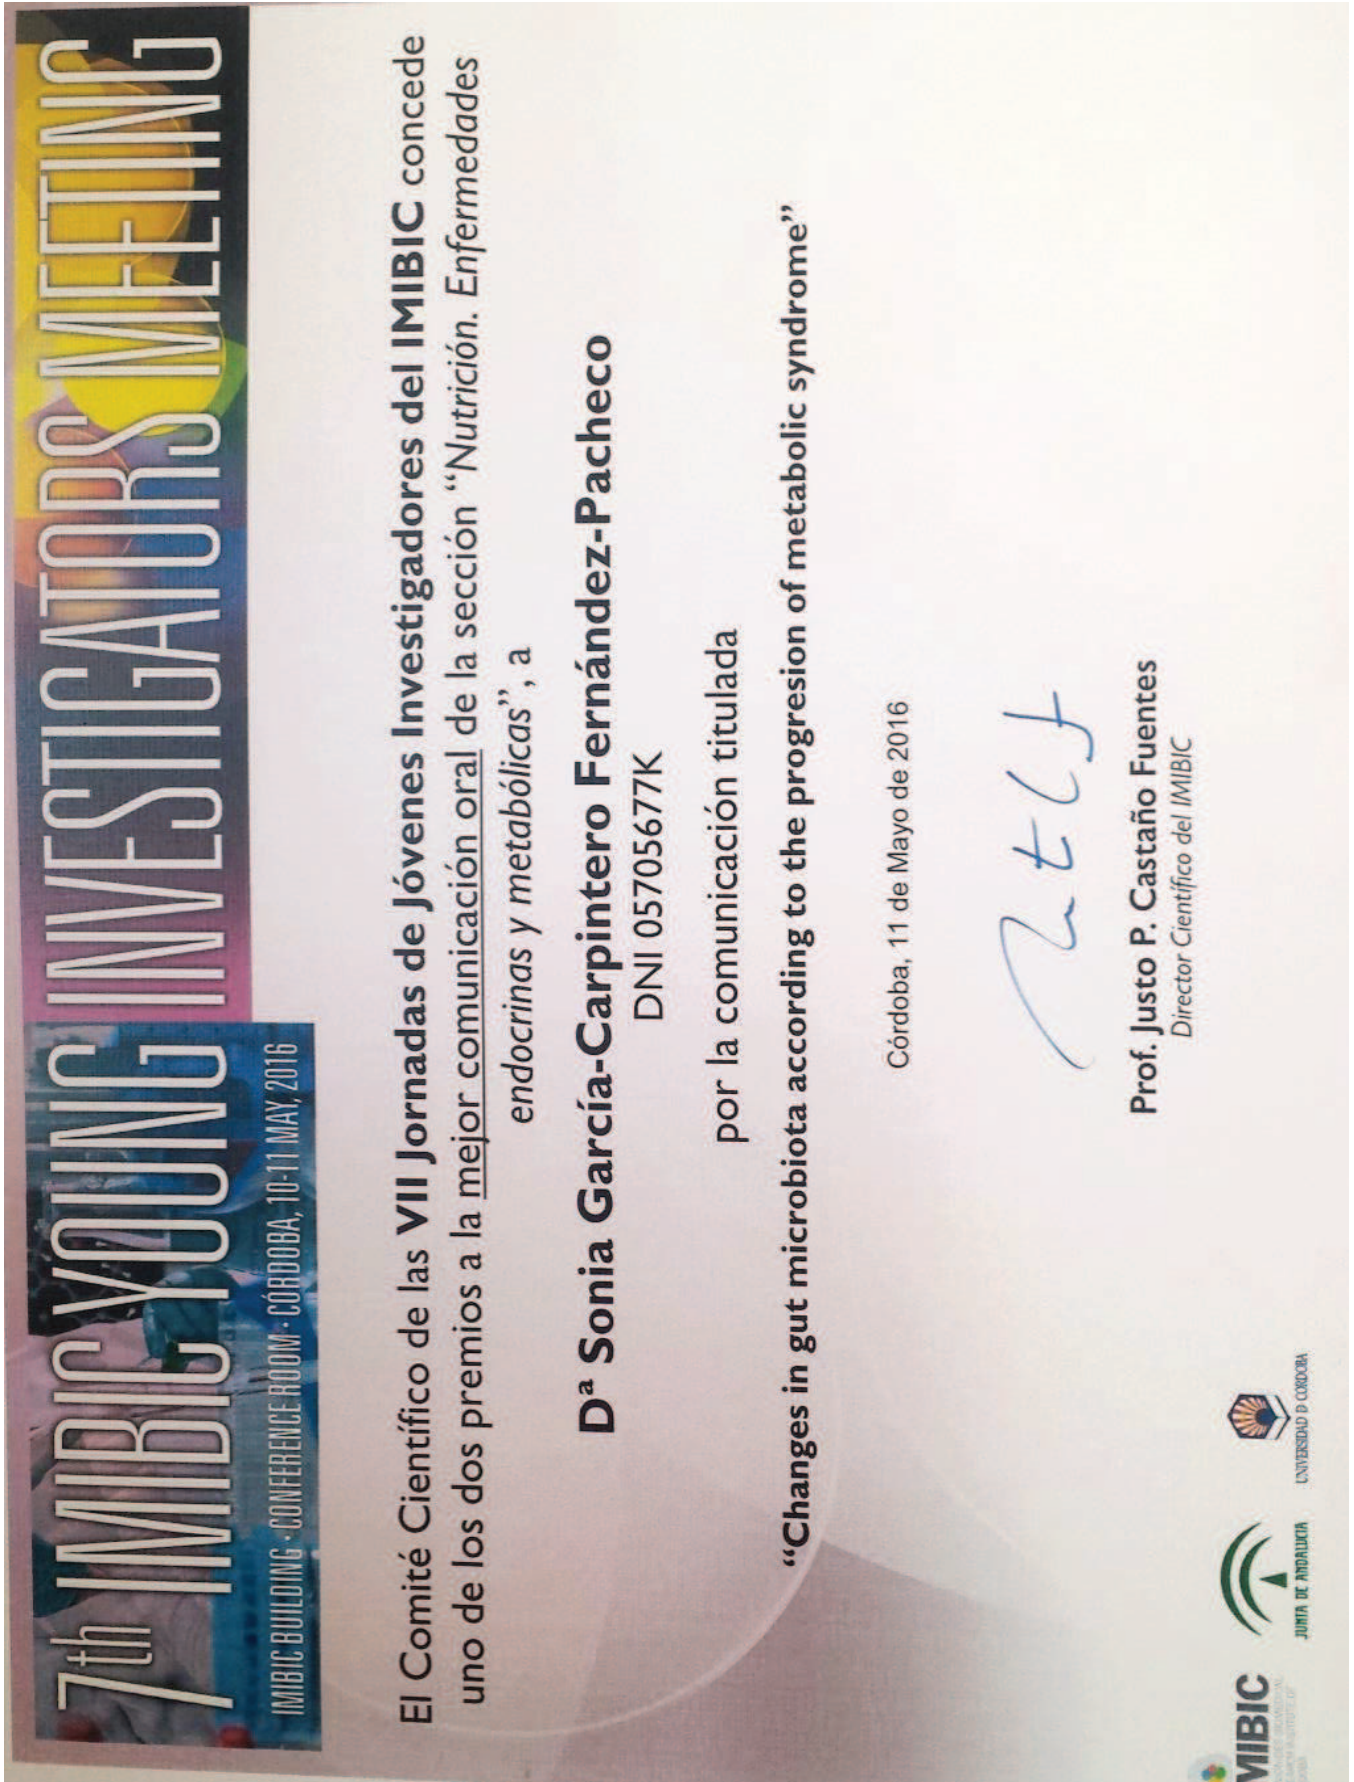 7th IMIBIC YOUNG INVESTIGATORS MEETING
IMIBIC BUILDING · CONFERENCE ROOM · CÓRDOBA, 10-11 MAY, 2016
El Comité Científico de las VII Jornadas de Jóvenes Investigadores del IMIBIC concede
uno de los dos premios a la mejor comunicación oral de la sección “Nutrición. Enfermedades
endocrinas y metabólicas”, a
Dª Sonia García-Carpintero Fernández-Pacheco
DNI 05705677K
por la comunicación titulada
“Changes in gut microbiota according to the progresion of metabolic syndrome”
Córdoba, 11 de Mayo de 2016
Prof. Justo P. Castaño Fuentes
Director Científico del IMIBIC
MIBIC
JUNTA DE ANDALUCIA
UNIVERSIDAD D CORDOBA